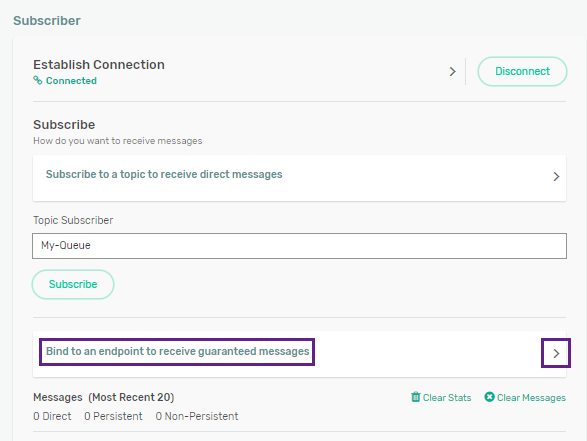 Subscriber
Establish Connection
Connected
Disconnect
Subscribe
How do you want to receive messages
Subscribe to a topic to receive direct messages
Topic Subscriber
My-Queue
Subscribe
Bind to an endpoint to receive guaranteed messages
Messages (Most Recent 20)
Clear Stats
Clear Messages
0 Direct 0 Persistent 0 Non-Persistent